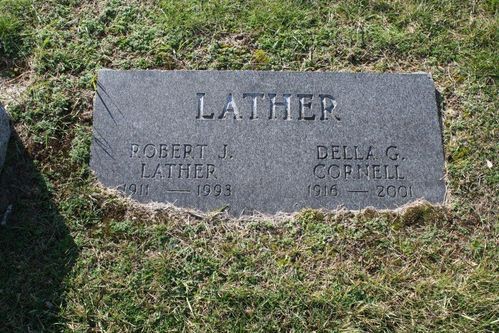 LATHER
ROBERT J.
LATHER
1911 — 1993
DELLA G.
CORNELL
1916 — 2001